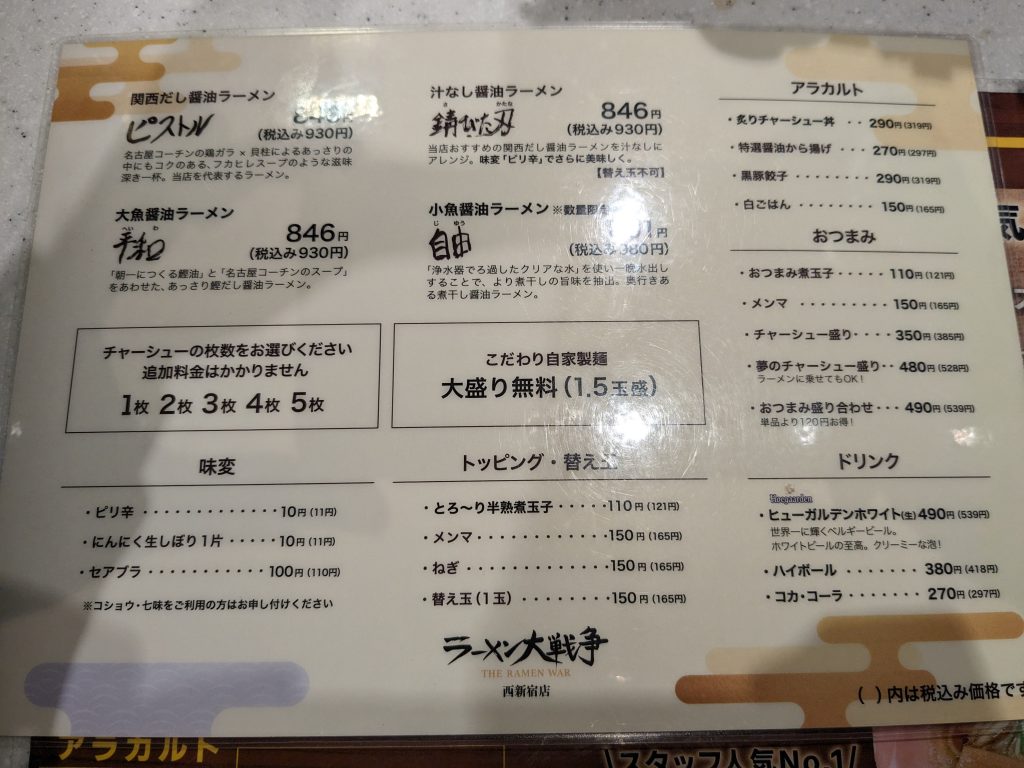 関西だし醤油ラーメン
ピストル
846円
(税込み930円)
名古屋コーチンの鶏ガラ × 貝柱によるあっさりの
中にもコクのある、フカヒレスープのような滋味
深き一杯。当店を代表するラーメン。
汁なし醤油ラーメン
錆びた刃
さ かたな
846円
(税込み930円)
当店おすすめの関西だし醤油ラーメンを汁なしに
アレンジ。味変「ピリ辛」でさらに美味しく。
【替え玉不可】
大魚醤油ラーメン
へいわ
平和
846円
(税込み930円)
「朝一につくる鰹油」と「名古屋コーチンのスープ」
をあわせた、あっさり鰹だし醤油ラーメン。
小魚醤油ラーメン ※数量限
じゆう
自由
円
(税込み980円)
「浄水器でろ過したクリアな水」を使い一晩水出し
することで、より煮干しの旨味を抽出。奥行きあ
る煮干し醤油ラーメン。
チャーシューの枚数をお選びください
追加料金はかかりません
1枚 2枚 3枚 4枚 5枚
こだわり自家製麺
大盛り無料(1.5玉盛)
味変
・ピリ辛・・・・・・・・・・・・・10円(11円)
・にんにく生しぼり1片・・・・・10円(11円)
・セアブラ・・・・・・・・・・・100円(110円)
※コショウ・七味をご利用の方はお申し付けください
トッピング・替え玉
・とろ〜り半熟煮玉子・・・・・110円(121円)
・メンマ・・・・・・・・・・・・150円(165円)
・ねぎ・・・・・・・・・・・・・150円(165円)
・替え玉(1玉)・・・・・・・・・150円(165円)
アラカルト
・炙りチャーシュー丼・・290円(319円)
・特選醤油から揚げ・・・270円(297円)
・黒豚餃子・・・・・・・290円(319円)
・白ごはん・・・・・・・150円(165円)
おつまみ
・おつまみ煮玉子・・・・110円(121円)
・メンマ・・・・・・・・・150円(165円)
・チャーシュー盛り・・・・350円(385円)
・夢のチャーシュー盛り・・480円(528円)
ラーメンに乗せてもOK!
・おつまみ盛り合わせ・・・490円(539円)
単品より120円お得!
ドリンク
Hoegaarden
・ヒューガルデンホワイト(生)490円(539円)
世界一に輝くベルギービール。
ホワイトビールの至高。クリーミーな泡!
・ハイボール・・・・・・・380円(418円)
・コカ・コーラ・・・・・・・270円(297円)
ラーメン大戦争
THE RAMEN WAR
西新宿店
( )内は税込み価格です
アラカルト
\スタッフ人気No.1/
気